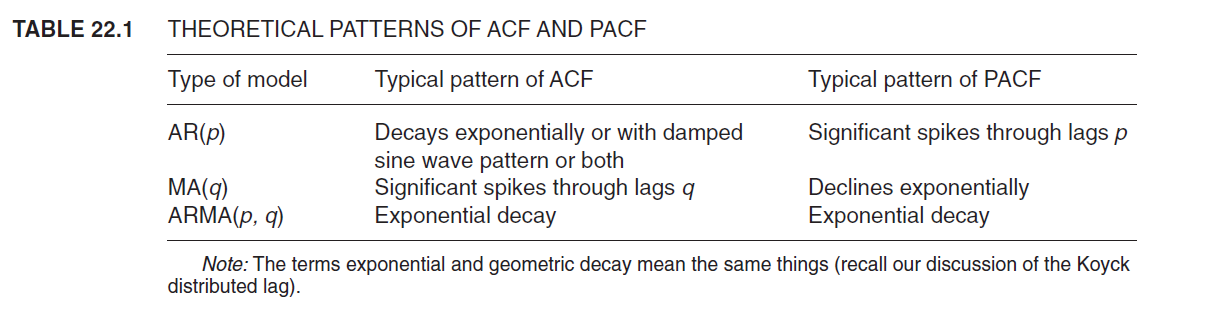 TABLE 22.1 THEORETICAL PATTERNS OF ACF AND PACF
Type of model Typical pattern of ACF Typical pattern of PACF
AR(p) Decays exponentially or with damped Significant spikes through lags p
sine wave pattern or both
MA(q) Significant spikes through lags q Declines exponentially
ARMA(p, q) Exponential decay Exponential decay
Note: The terms exponential and geometric decay mean the same things (recall our discussion of the Koyck
distributed lag).